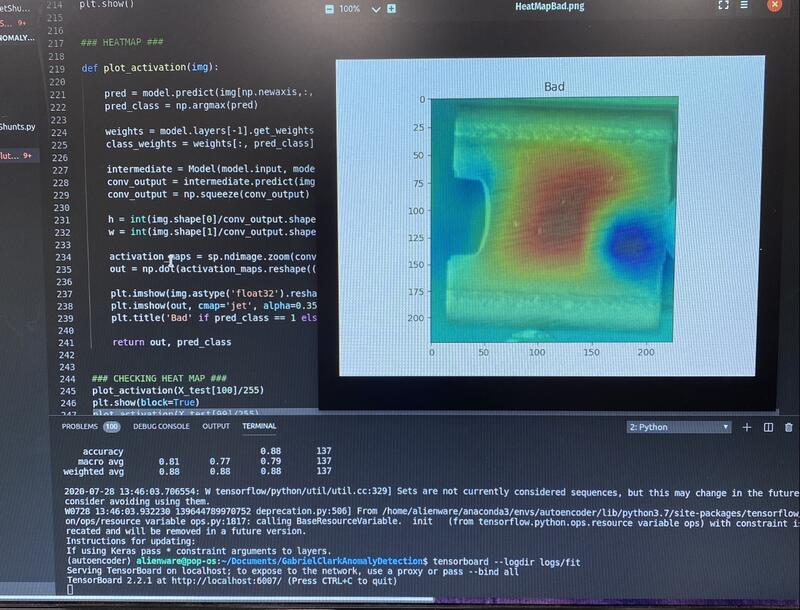 etShunts.
9+
ANOMALY...
Shunts.py
lut... 9+
214 plt.show()
215
216
217 ### HEATMAP ###
218
219 def plot_activation(img):
220
221 pred = model.predict(img[np.newaxis,:,
222 pred_class = np.argmax(pred)
223
224 weights = model.layers[-1].get_weights
225 class_weights = weights[:, pred_class]
226
227 intermediate = Model(model.input, mode
228 conv_output = intermediate.predict(img
229 conv_output = np.squeeze(conv_output)
230
231 h = int(img.shape[0]/conv_output.shape
232 w = int(img.shape[1]/conv_output.shape
233
234 activation_maps = sp.ndimage.zoom(conv
235 out = np.dot(activation_maps.reshape((
236
237 plt.imshow(img.astype('float32').resha
238 plt.imshow(out, cmap='jet', alpha=0.35
239 plt.title('Bad' if pred_class == 1 els
240
241 return out, pred_class
242
243
244 ### CHECKING HEAT MAP ###
245 plot_activation(X_test[100]/255)
246 plt.show(block=True)
247 plot_activation(X_test[99]/255)
100%
HeatMapBad.png
Bad
0
25
50
75
100
125
150
175
200
0 50 100 150 200
PROBLEMS 100 DEBUG CONSOLE OUTPUT TERMINAL 2: Python
accuracy 0.88 137
macro avg 0.81 0.77 0.79 137
weighted avg 0.88 0.88 0.88 137
2020-07-28 13:46:03.706554: W tensorflow/python/util/util.cc:329] Sets are not currently considered sequences, but this may change in the future
consider avoiding using them.
W0728 13:46:03.932230 139644789970752 deprecation.py:506] From /home/alienware/anaconda3/envs/autoencoder/lib/python3.7/site-packages/tensorflow_
on/ops/resource_variable_ops.py:1817: calling BaseResourceVariable.__init__ (from tensorflow.python.ops.resource_variable_ops) with constraint is
recated and will be removed in a future version.
Instructions for updating:
If using Keras pass *_constraint arguments to layers.
(autoencoder) alienware@pop-os:~/Documents/GabrielClarkAnomalyDetection$ tensorboard --logdir logs/fit
Serving TensorBoard on localhost; to expose to the network, use a proxy or pass --bind_all
TensorBoard 2.2.1 at http://localhost:6007/ (Press CTRL+C to quit)